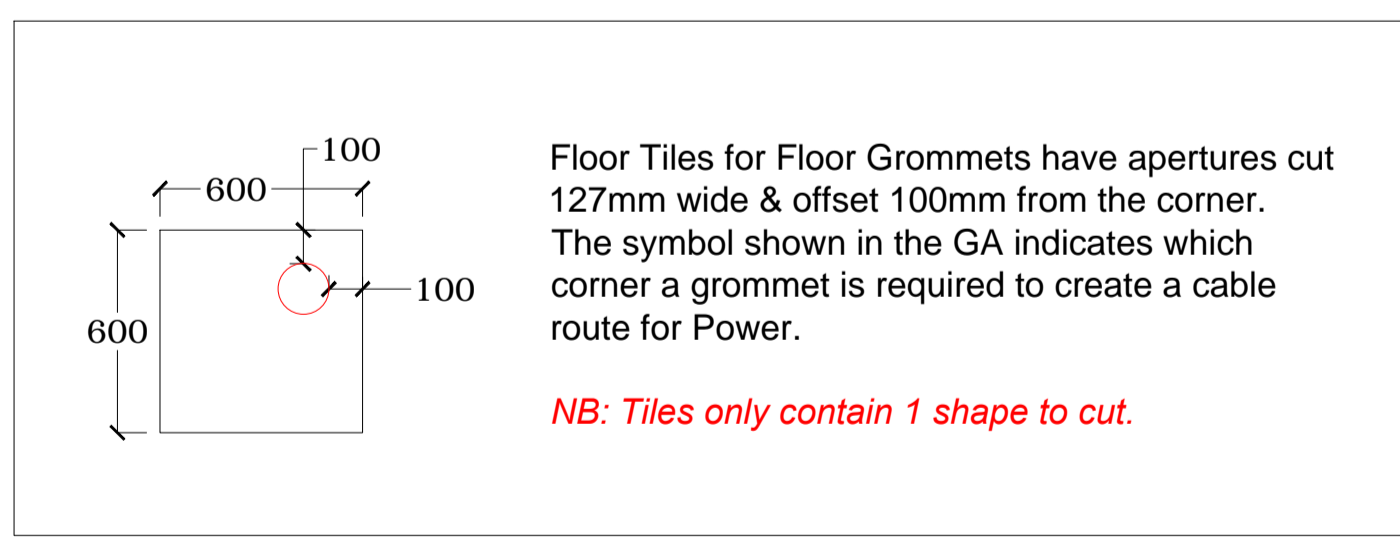 100
600
100
600
Floor Tiles for Floor Grommets have apertures cut
127mm wide & offset 100mm from the corner.
The symbol shown in the GA indicates which
corner a grommet is required to create a cable
route for Power.
NB: Tiles only contain 1 shape to cut.